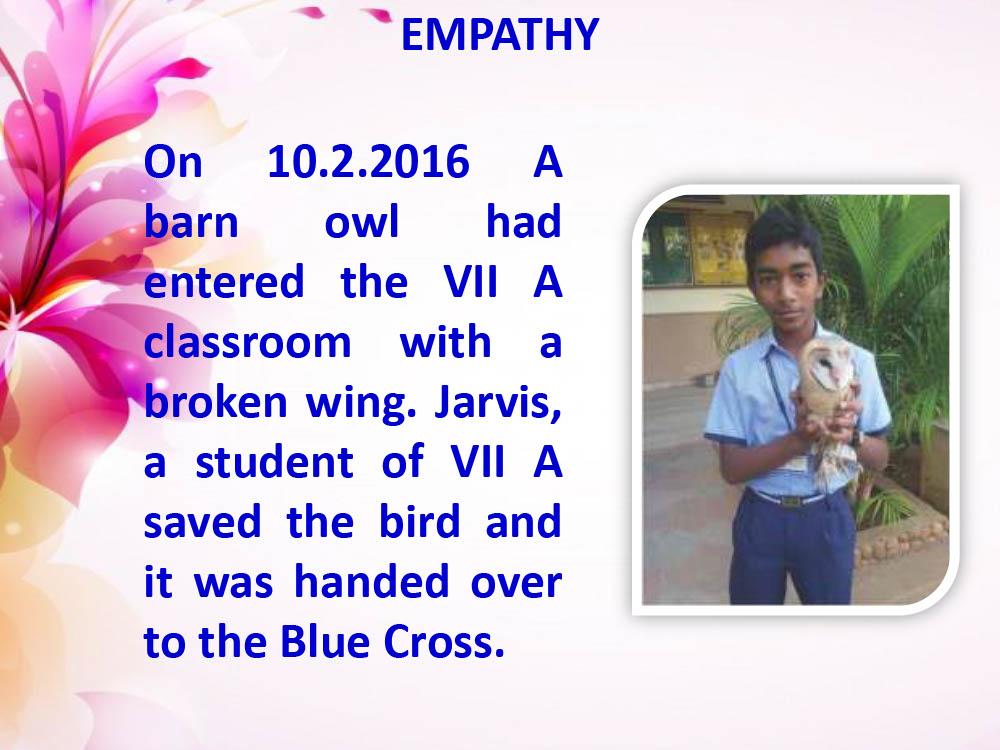 EMPATHY
On 10.2.2016 A
barn owl had
entered the VII A
classroom with a
broken wing. Jarvis,
a student of VII A
saved the bird and
it was handed over
to the Blue Cross.